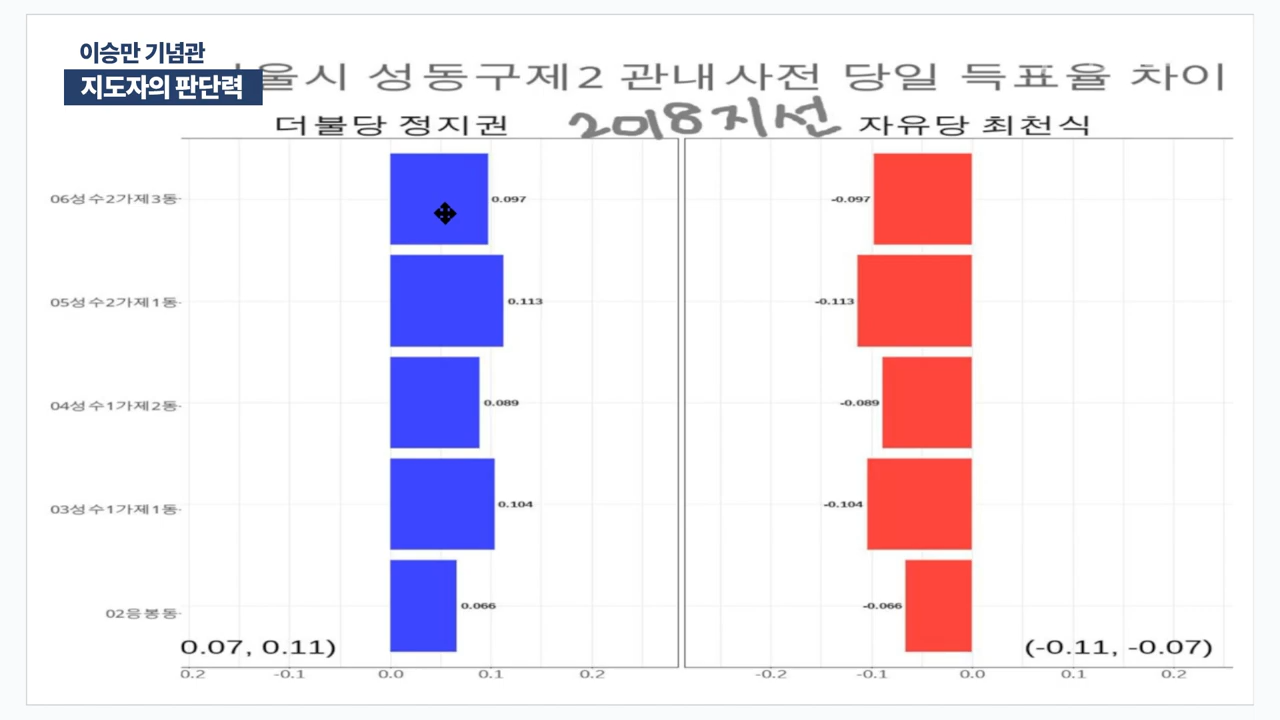 이승만 기념관
지도자의 판단력
울시 성동구제2 관내사전 당일 득표율 차이
2018지선
더불당 정지권
자유당 최천식
06성수2가제3동
0.097
-0.097
05성수2가제1동
0.113
-0.113
04성수1가제2동
0.089
-0.089
03성수1가제1동
0.104
-0.104
02응봉동
0.066
-0.066
0.07, 0.11)
(-0.11, -0.07)
0.2 -0.1 0.0 0.1 0.2
-0.2 -0.1 0.0 0.1 0.2